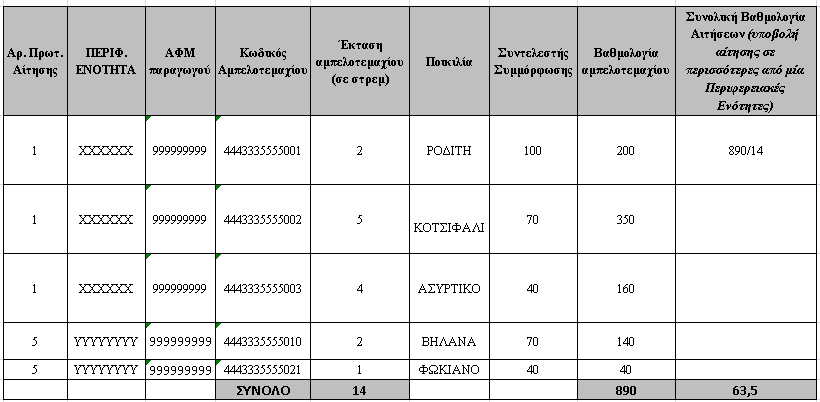 Αρ. Πρωτ. Αίτησης ΠΕΡΙΦ. ΕΝΟΤΗΤΑ ΑΦΜ παραγωγού Κωδικός Αμπελοτεμαχίου Έκταση αμπελοτεμαχίου (σε στρεμ) Ποικιλία Συντελεστής Συμμόρφωσης Βαθμολογία αμπελοτεμαχίου Συνολική Βαθμολογία Αιτήσεων (υποβολή αίτησης σε περισσότερες από μία Περιφερειακές Ενότητες)
1 XXXXXX 999999999 4443335555001 2 ΡΟΔΙΤΗ 100 200 890/14
1 XXXXXX 999999999 4443335555002 5 ΚΟΤΣΙΦΑΛΙ 70 350
1 XXXXXX 999999999 4443335555003 4 ΑΣΥΡΤΙΚΟ 40 160
5 YYYYYYYY 999999999 4443335555010 2 ΒΗΛΑΝΑ 70 140
5 YYYYYYYY 999999999 4443335555021 1 ΦΩΚΙΑΝΟ 40 40
ΣΥΝΟΛΟ 14 890 63,5